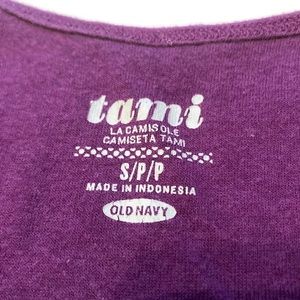 tami
LA CAMISOLE
CAMISETA TAMI
S/P/P
MADE IN INDONESIA
OLD NAVY